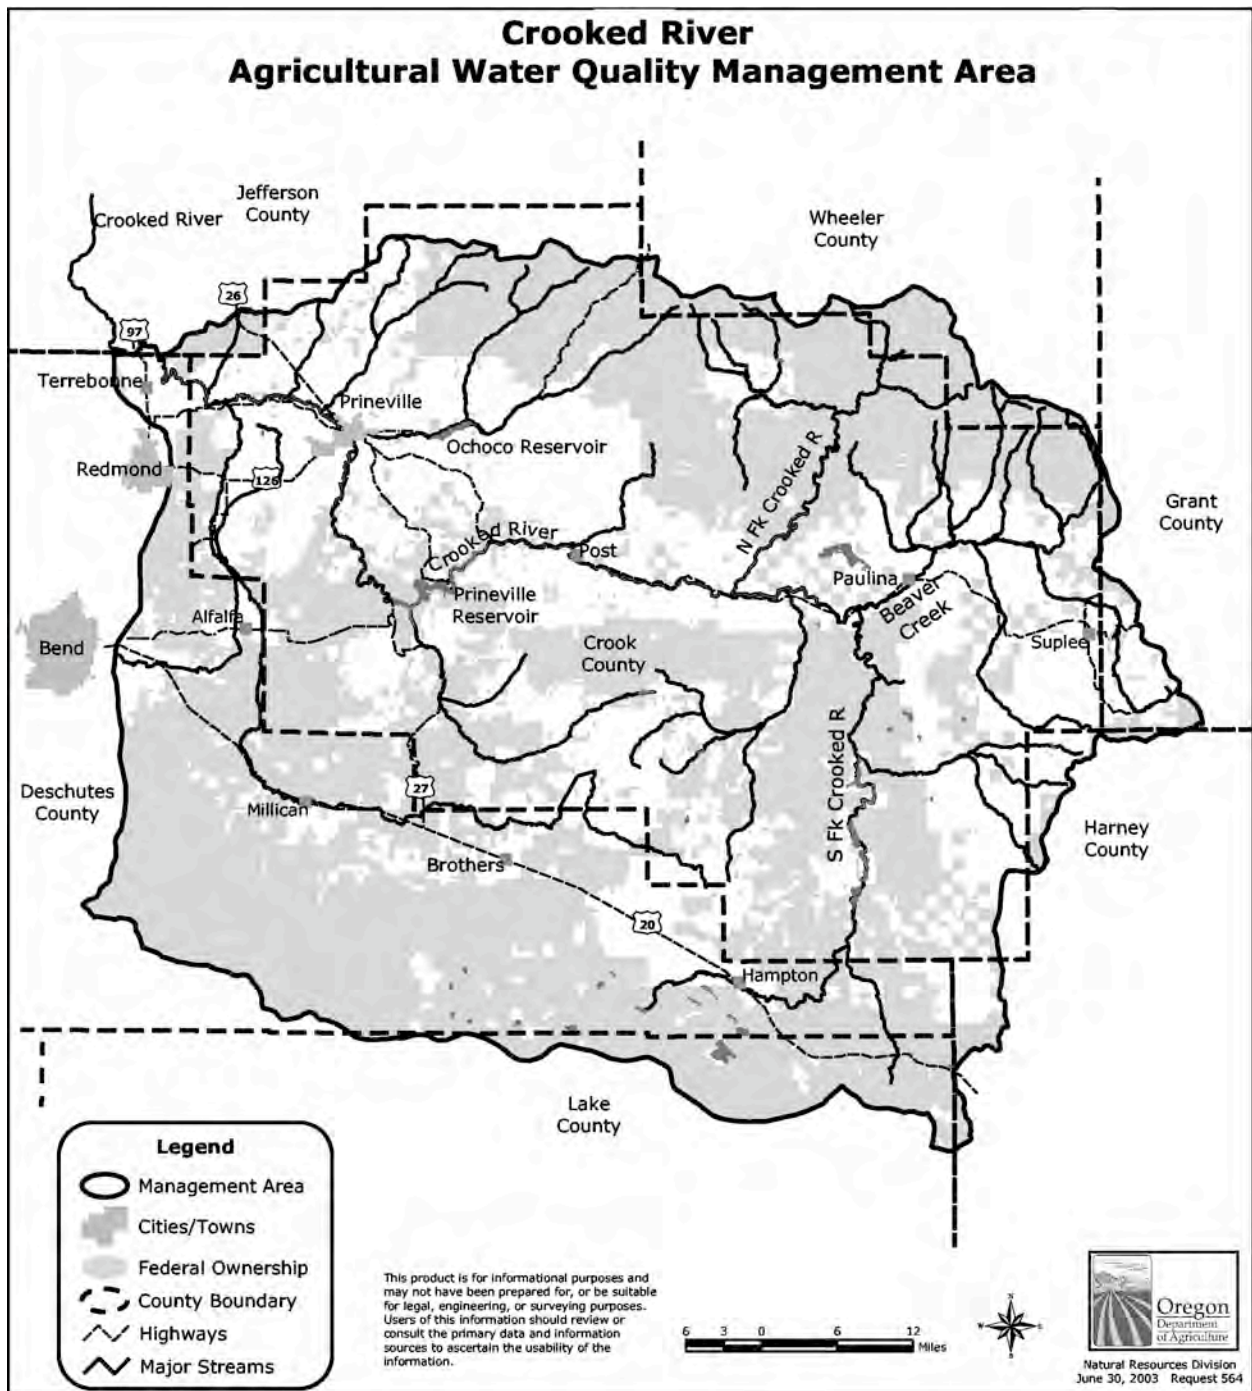 Crooked River
Agricultural Water Quality Management Area
Jefferson
County
Crooked River
Wheeler
County
26
97
Terrebonne
Prineville
Ochoco Reservoir
Redmond
126
N Fk Crooked R
Grant
County
Crooked River
Post
Paulina
Prineville
Reservoir
Beaver
Creek
Alfalfa
Bend
Crook
County
Suplee
S Fk Crooked R
27
Deschutes
County
Millican
Harney
County
Brothers
20
Hampton
Lake
County
Legend
Management Area
Cities/Towns
Federal Ownership
County Boundary
Highways
Major Streams
This product is for informational purposes and
may not have been prepared for, or be suitable
for legal, engineering, or surveying purposes.
Users of this information should review or
consult the primary data and information
sources to ascertain the usability of the
information.
6 3 0 6 12
Miles
N
W E
S
Oregon
Department
of Agriculture
Natural Resources Division
June 30, 2003 Request 564